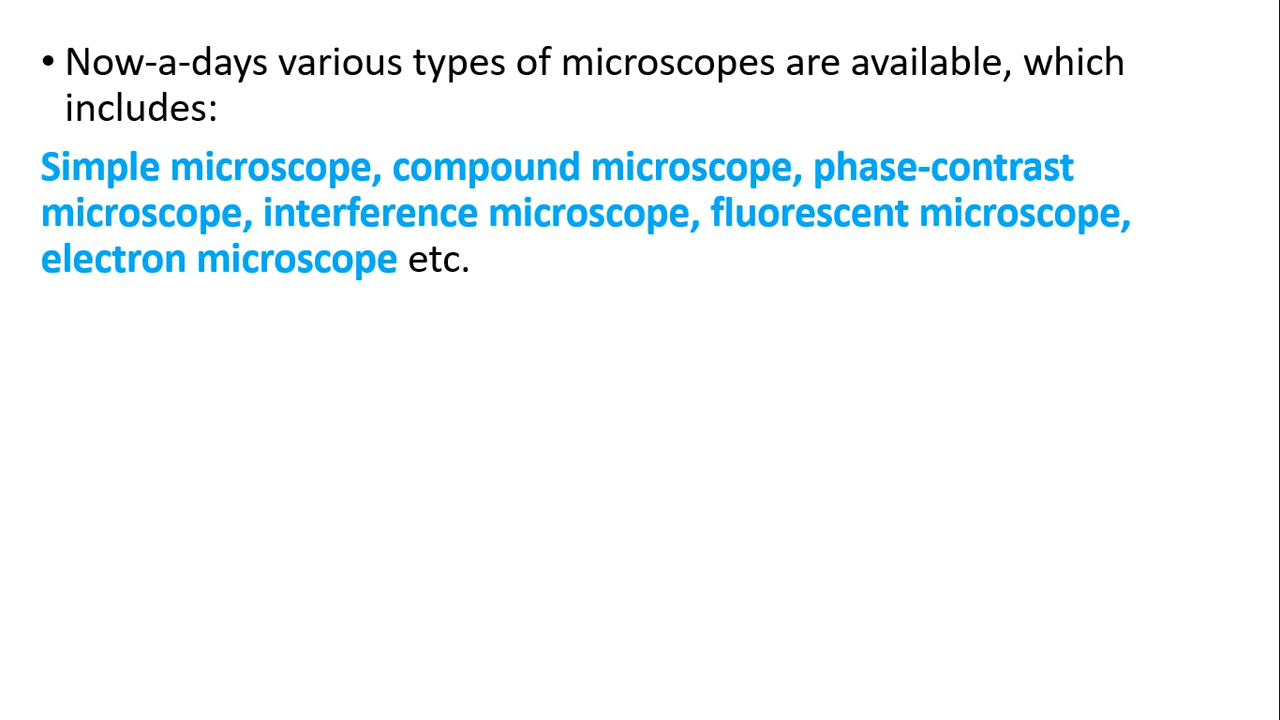 • Now-a-days various types of microscopes are available, which
includes:
Simple microscope, compound microscope, phase-contrast
microscope, interference microscope, fluorescent microscope,
electron microscope etc.